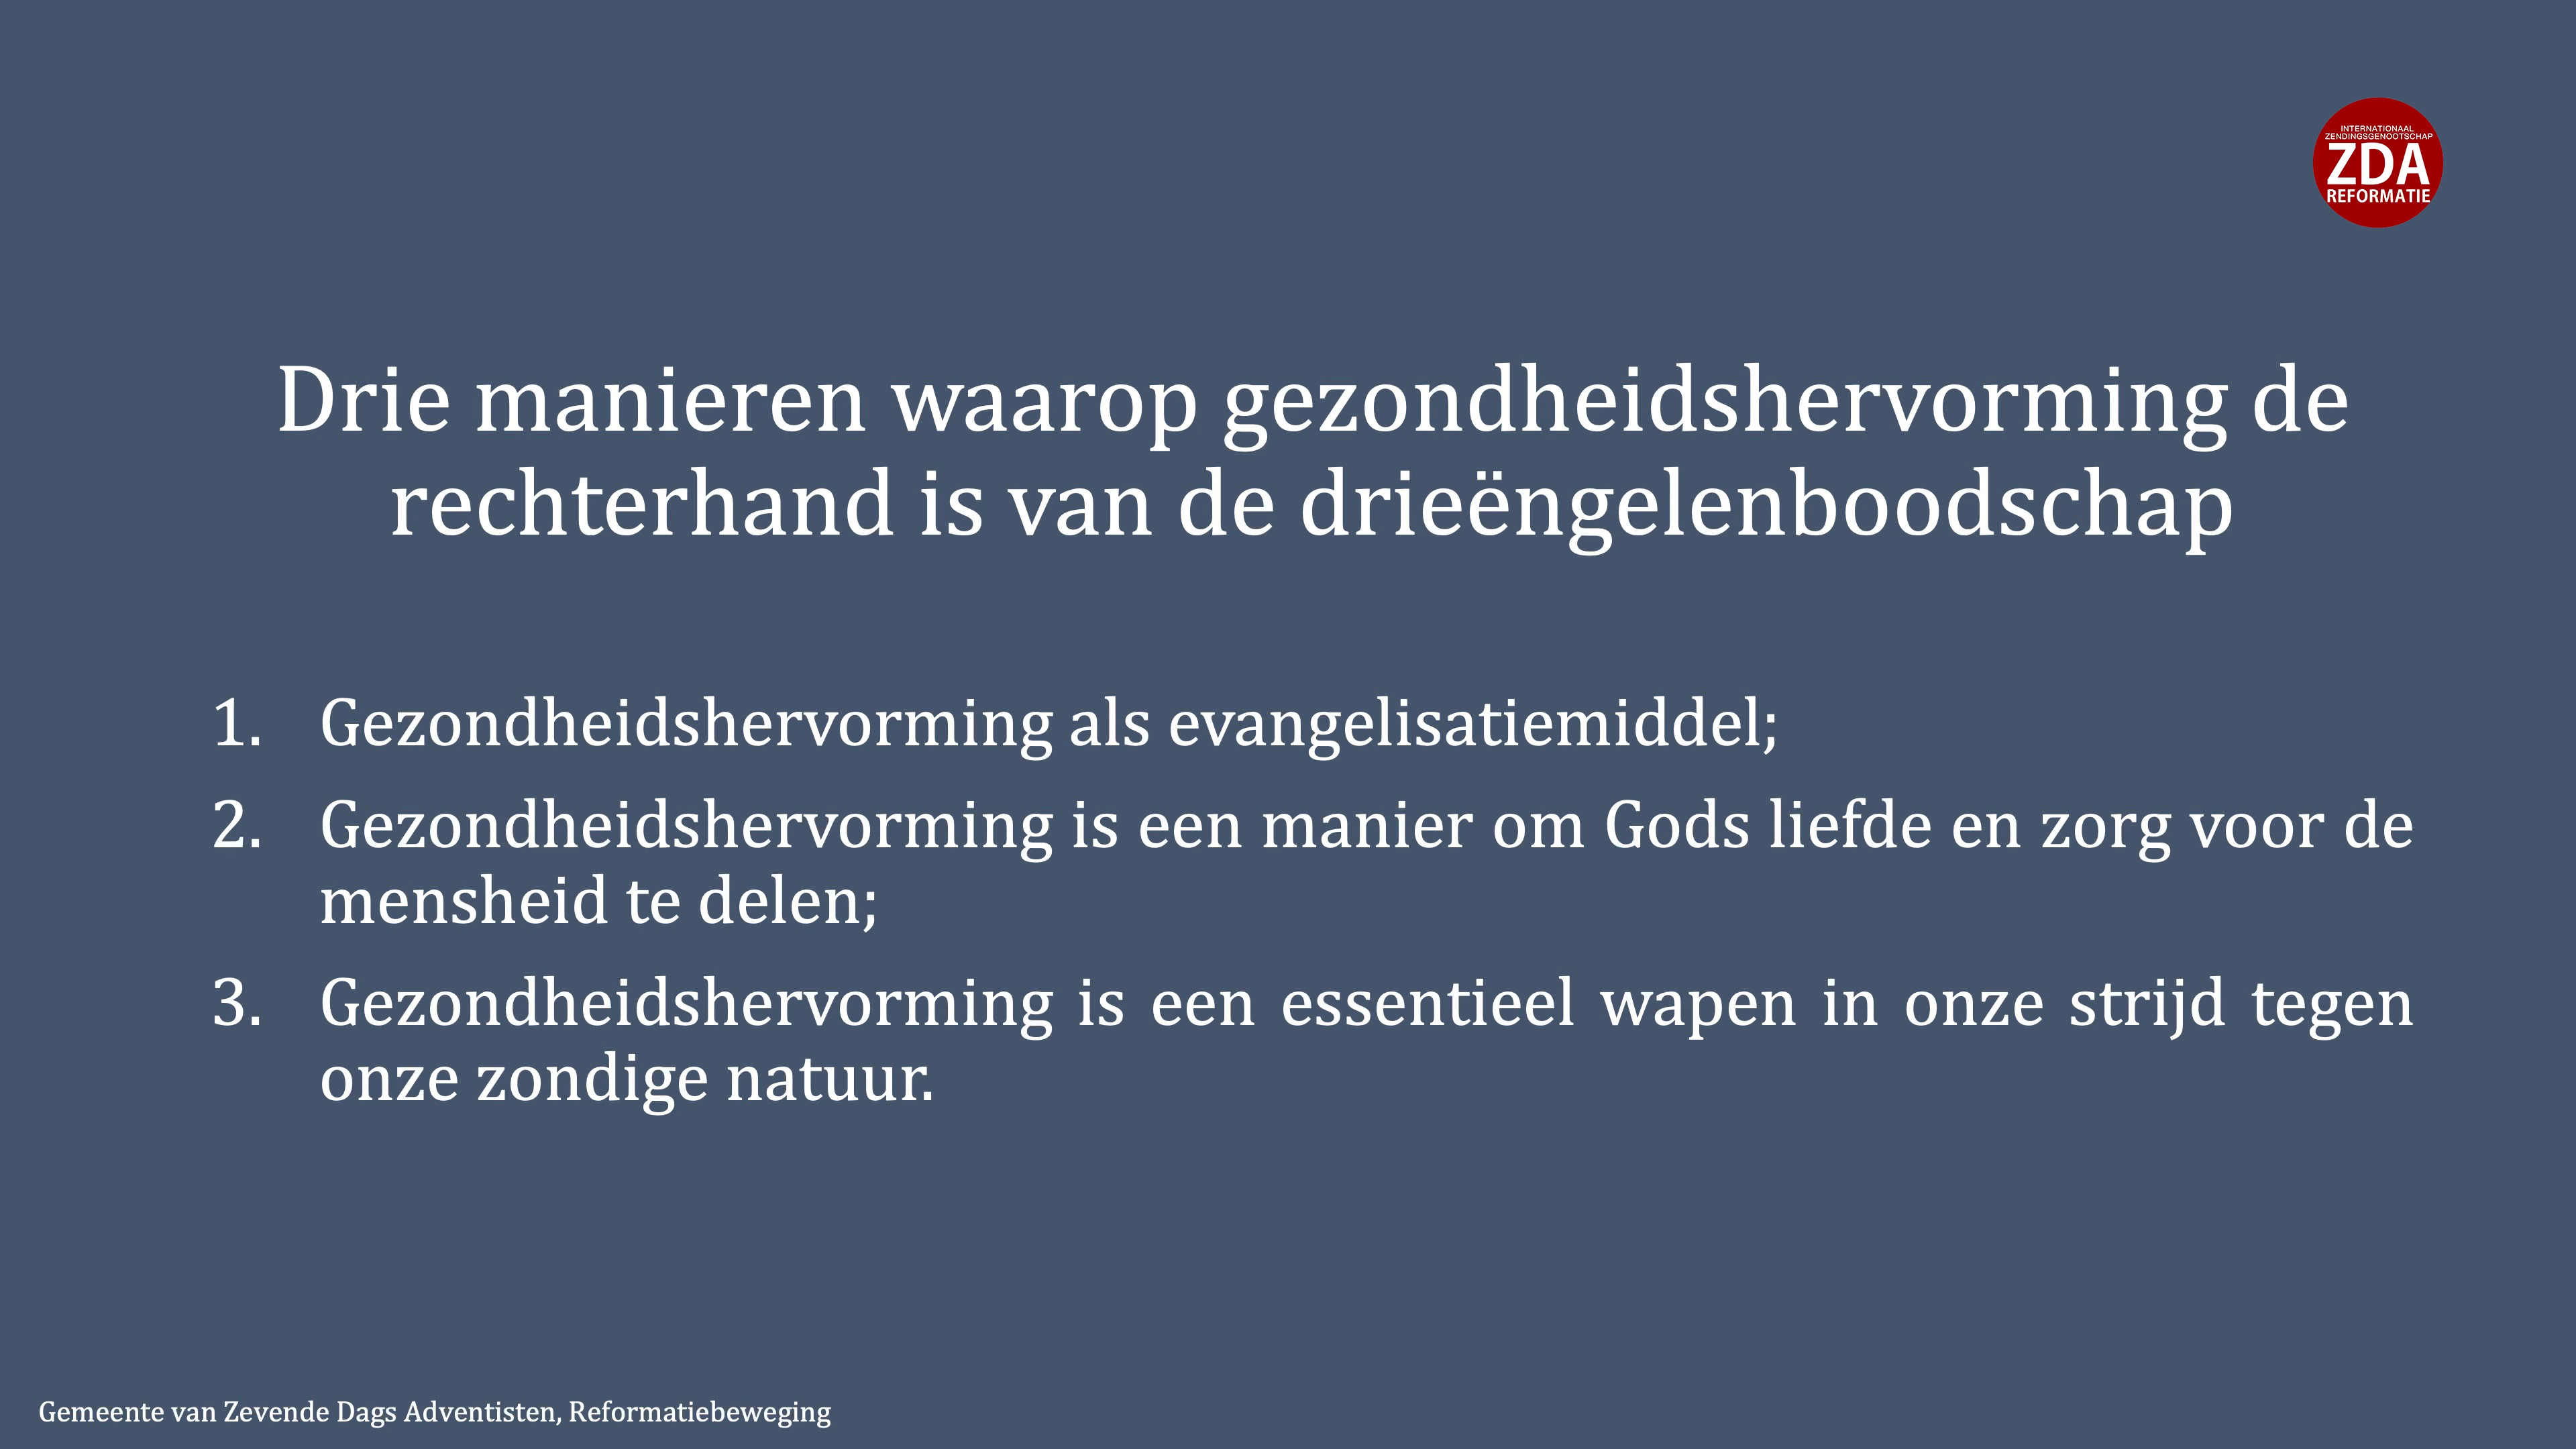 INTERNATIONAAL
ZENDINGSGENOOTSCHAP
ZDA
REFORMATIE
Drie manieren waarop gezondheidshervorming de
rechterhand is van de drieëngelenboodschap
1. Gezondheidshervorming als evangelisatiemiddel;
2. Gezondheidshervorming is een manier om Gods liefde en zorg voor de
mensheid te delen;
3. Gezondheidshervorming is een essentieel wapen in onze strijd tegen
onze zondige natuur.
Gemeente van Zevende Dags Adventisten, Reformatiebeweging